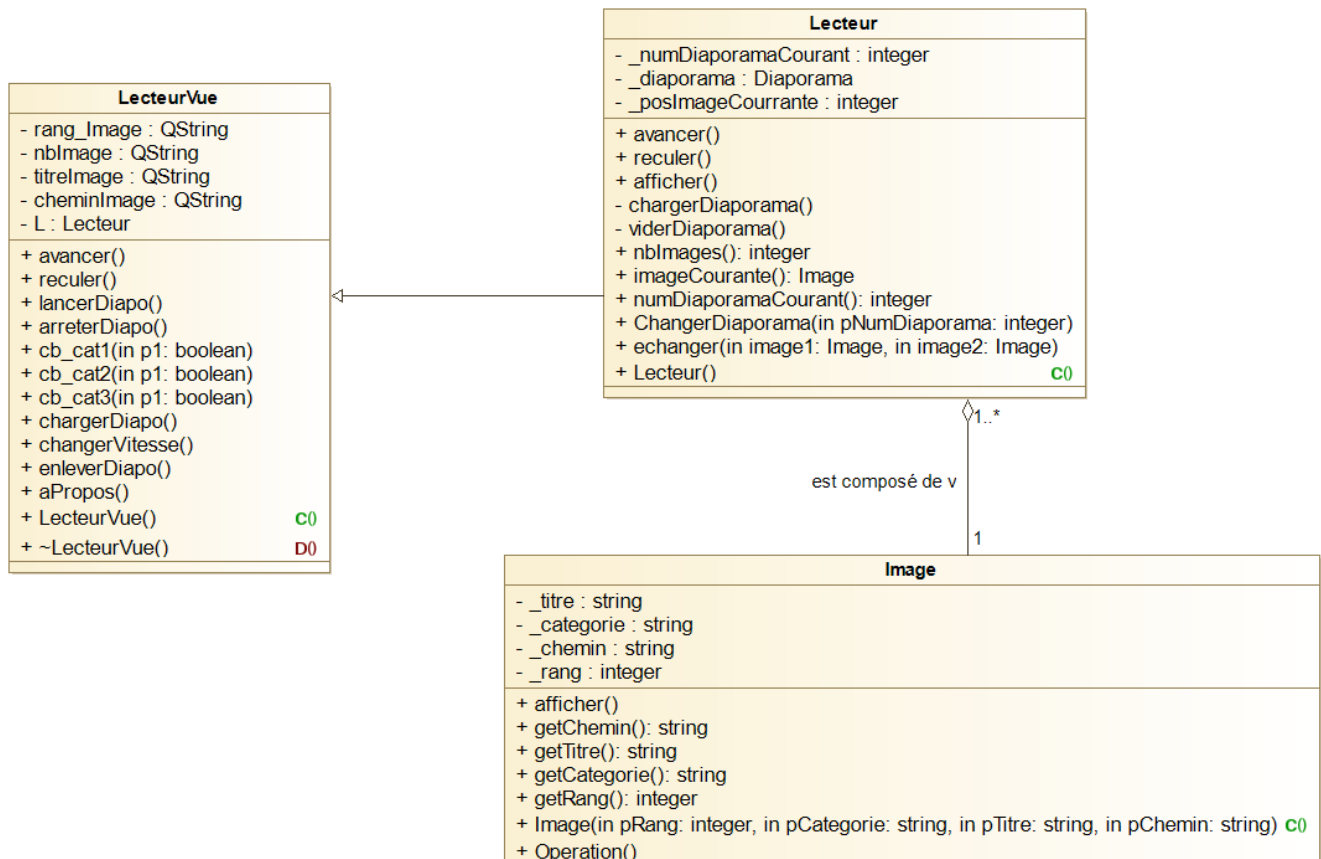 LecteurVue
- rang_Image : QString
- nbImage : QString
- titreImage : QString
- cheminImage : QString
- L : Lecteur
+ avancer()
+ reculer()
+ lancerDiapo()
+ arreterDiapo()
+ cb_cat1(in p1: boolean)
+ cb_cat2(in p1: boolean)
+ cb_cat3(in p1: boolean)
+ chargerDiapo()
+ changerVitesse()
+ enleverDiapo()
+ aPropos()
+ LecteurVue() C()
+ ~LecteurVue() D()
Lecteur
- _numDiaporamaCourant : integer
- _diaporama : Diaporama
- _posImageCourrante : integer
+ avancer()
+ reculer()
+ afficher()
- chargerDiaporama()
- viderDiaporama()
+ nbImages(): integer
+ imageCourante(): Image
+ numDiaporamaCourant(): integer
+ ChangerDiaporama(in pNumDiaporama: integer)
+ echanger(in image1: Image, in image2: Image)
+ Lecteur() C()
1..*
est composé de v
1
Image
- _titre : string
- _categorie : string
- _chemin : string
- _rang : integer
+ afficher()
+ getChemin(): string
+ getTitre(): string
+ getCategorie(): string
+ getRang(): integer
+ Image(in pRang: integer, in pCategorie: string, in pTitre: string, in pChemin: string) C()
+ Operation()